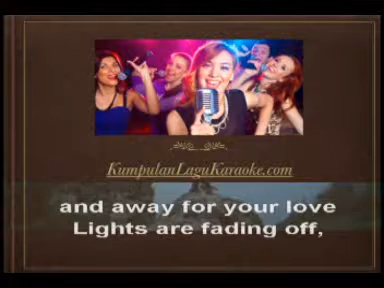 KumpulanLaguKaraoke.com
and away for your love
Lights are fading off,